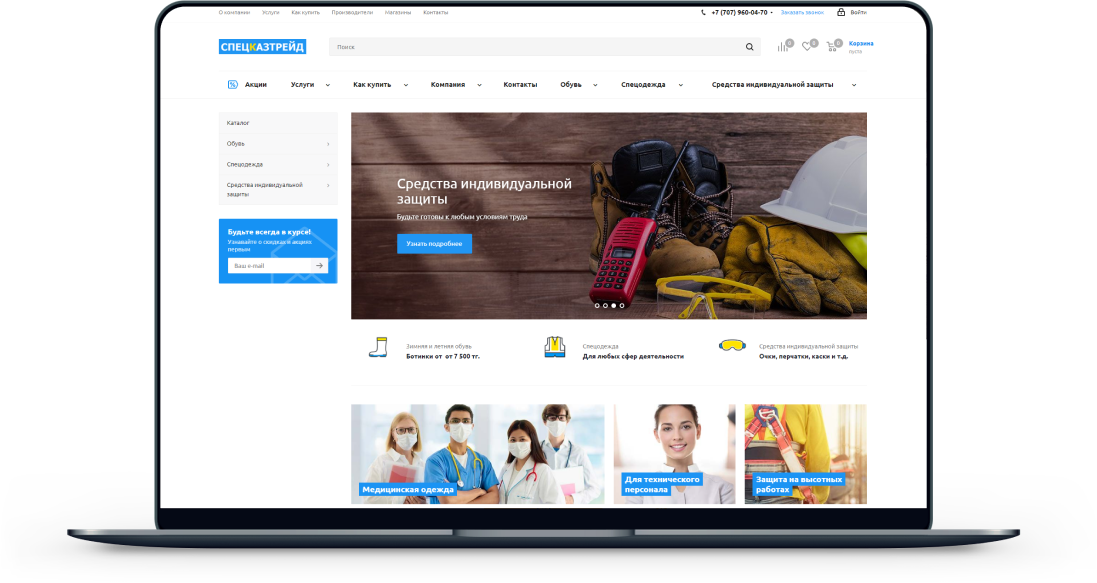 О компании Услуги Как купить Производители Магазины Контакты
+7 (707) 960-04-70 Заказать звонок Войти
СПЕЦКАЗТРЕЙД
Поиск
0 0 0
Корзина
пуста
% Акции Услуги Как купить Компания Контакты Обувь Спецодежда Средства индивидуальной защиты
Каталог
Обувь
Спецодежда
Средства индивидуальной
защиты
Будьте всегда в курсе!
Узнавайте о скидках и акциях
первым
Ваш e-mail
Средства индивидуальной
защиты
Будьте готовы к любым условиям труда
Узнать подробнее
Зимняя и летняя обувь
Ботинки от от 7 500 тг.
Спецодежда
Для любых сфер деятельности
Средства индивидуальной защиты
Очки, перчатки, каски и т.д.
Медицинская одежда
Для технического
персонала
Защита на высотных
работах